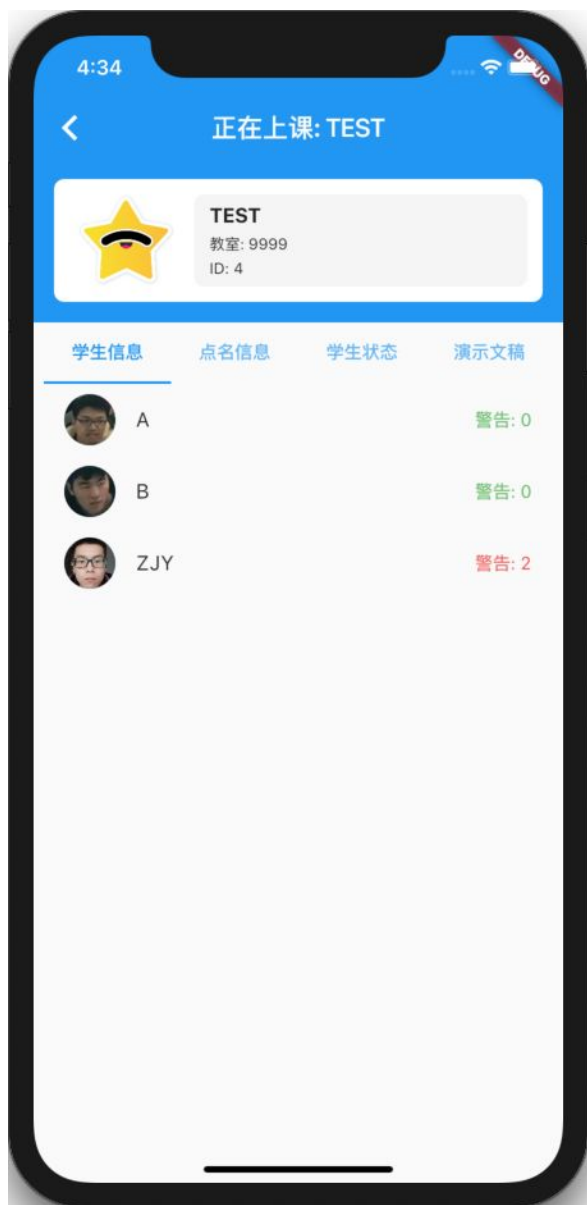 4:34
DEBUG
正在上课: TEST
TEST
教室: 9999
ID: 4
学生信息 点名信息 学生状态 演示文稿
A 警告: 0
B 警告: 0
ZJY 警告: 2